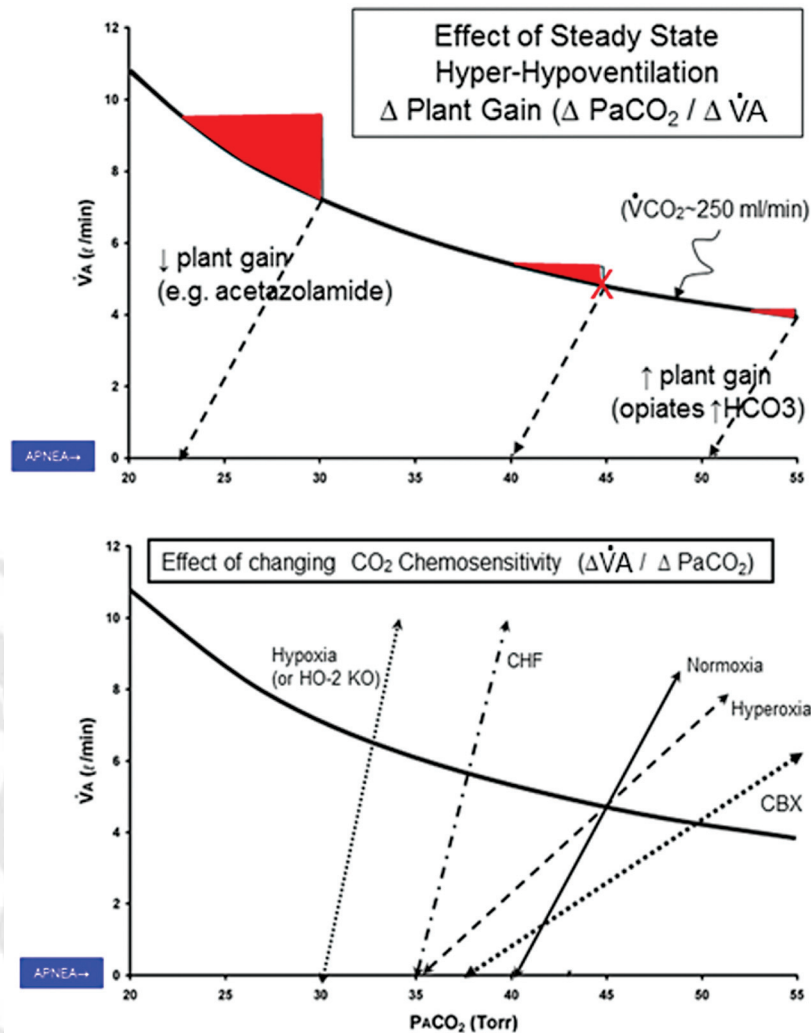 Effect of Steady State
Hyper-Hypoventilation
Δ Plant Gain (Δ PaCO₂ / Δ V̇A
12
10
8
6
4
2
0
V̇A (ℓ/min)
(V̇CO₂~250 ml/min)
↓ plant gain
(e.g. acetazolamide)
X
↑ plant gain
(opiates ↑HCO3)
APNEA→
20 25 30 35 40 45 50 55
Effect of changing CO₂ Chemosensitivity (ΔV̇A / Δ PaCO₂)
12
10
8
6
4
2
0
V̇A (ℓ/min)
Hypoxia
(or HO-2 KO)
CHF
Normoxia
Hyperoxia
CBX
APNEA→
20 25 30 35 40 45 50 55
PACO₂ (Torr)